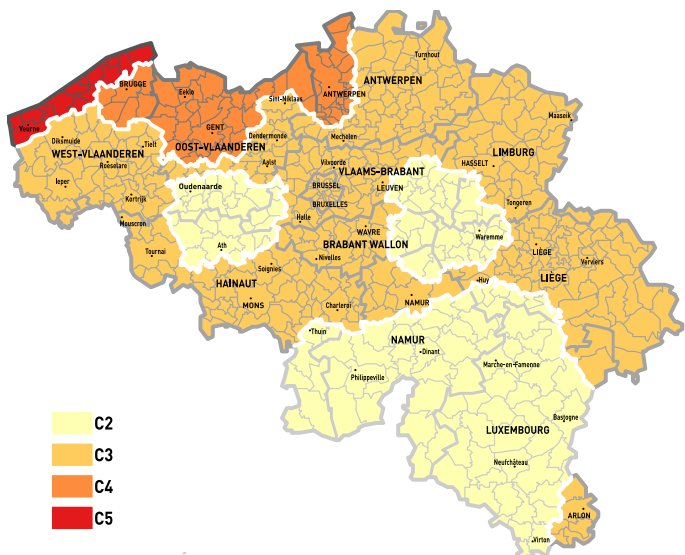 Turnhout
ANTWERPEN
BRUGGE
Eeklo
ANTWERPEN
Sint-Niklaas
Maaseik
Veurne
GENT
Diksmuide
Tielt
Dendermonde
Mechelen
OOST-VLAANDEREN
WEST-VLAANDEREN
LIMBURG
Roeselare
Aalst
Vilvoorde
HASSELT
VLAAMS-BRABANT
Ieper
Oudenaarde
BRUSSEL
LEUVEN
Kortrijk
BRUXELLES
Tongeren
Mouscron
Halle
WAVRE
Waremme
Ath
BRABANT WALLON
LIÈGE
Tournai
Nivelles
Verviers
Soignies
LIÈGE
HAINAUT
Huy
MONS
Charleroi
NAMUR
Thuin
NAMUR
Dinant
Marche-en-Famenne
Philippeville
Bastogne
C2
LUXEMBOURG
C3
Neufchâteau
C4
C5
ARLON
Virton